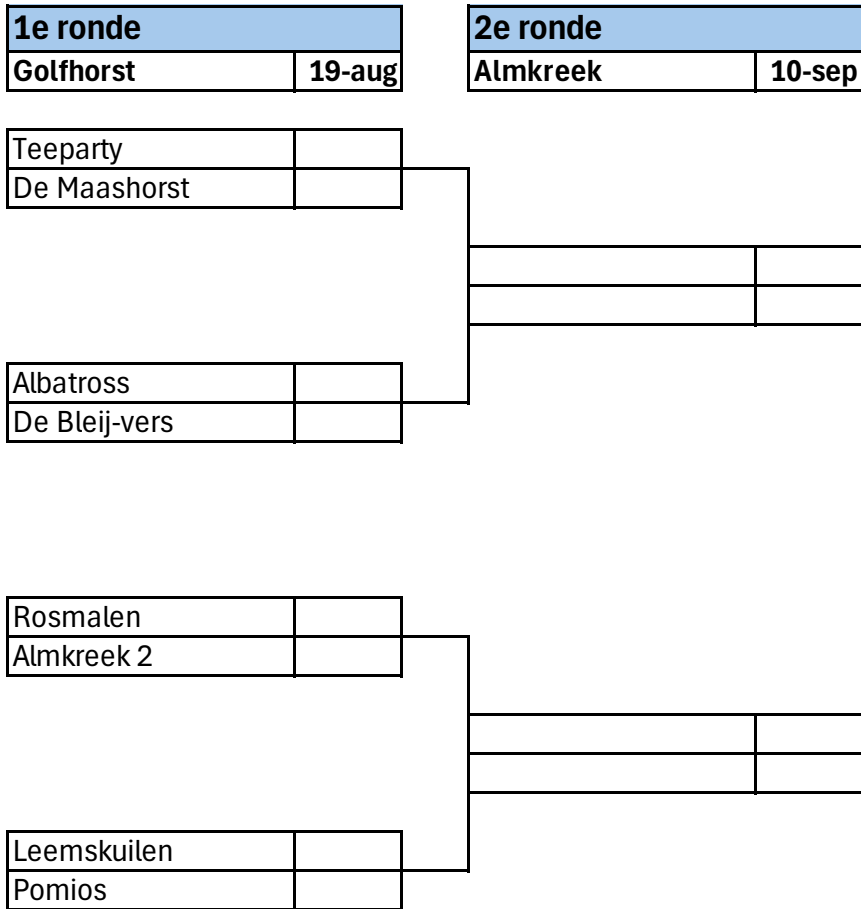 1e ronde 2e ronde
Golfhorst 19-aug Almkreek 10-sep
Teeparty
De Maashorst
Albatross
De Bleij-vers
Rosmalen
Almkreek 2
Leemskuilen
Pomios